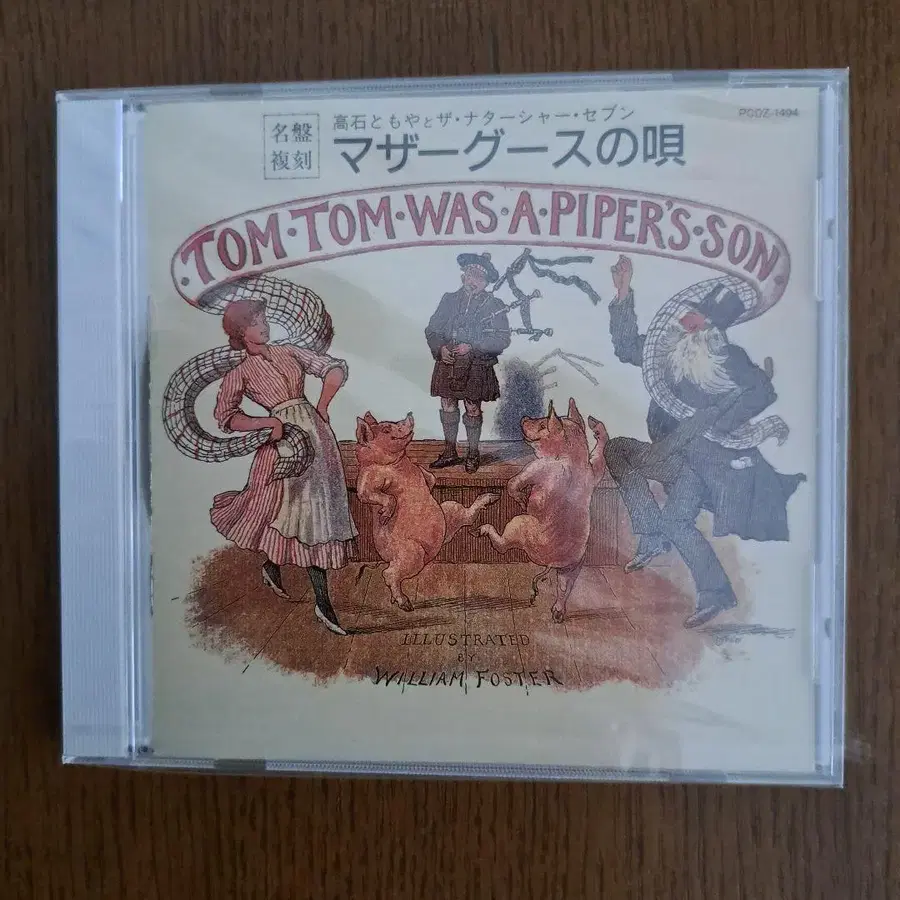 PCDZ-1494
名盤
複刻
高石ともやとザ・ナターシャー・セブン
マザーグースの唄
·TOM·TOM·WAS·A·PIPER'S·SON·
ILLUSTRATED
BY
WILLIAM FOSTER